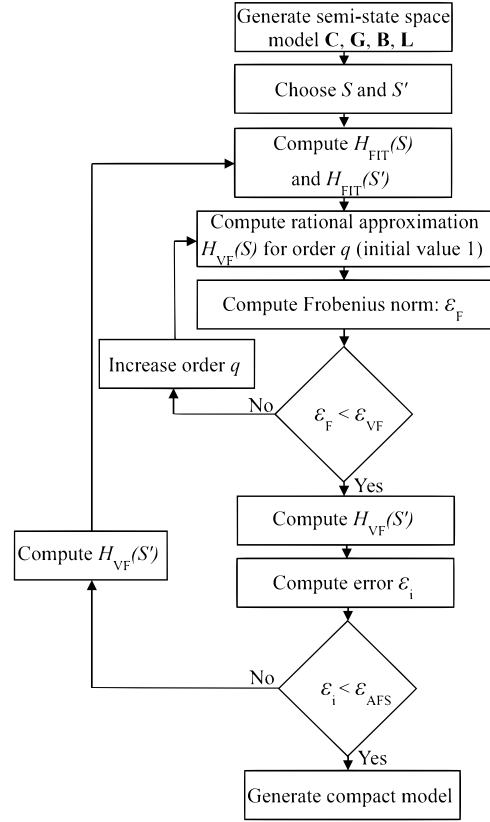 Generate semi-state space
model C, G, B, L
Choose S and S'
Compute H_FIT(S)
and H_FIT(S')
Compute rational approximation
H_VF(S) for order q (initial value 1)
Compute Frobenius norm: ε_F
Increase order q
No
ε_F < ε_VF
Yes
Compute H_VF(S')
Compute H_VF(S')
Compute error ε_i
No
ε_i < ε_AFS
Yes
Generate compact model